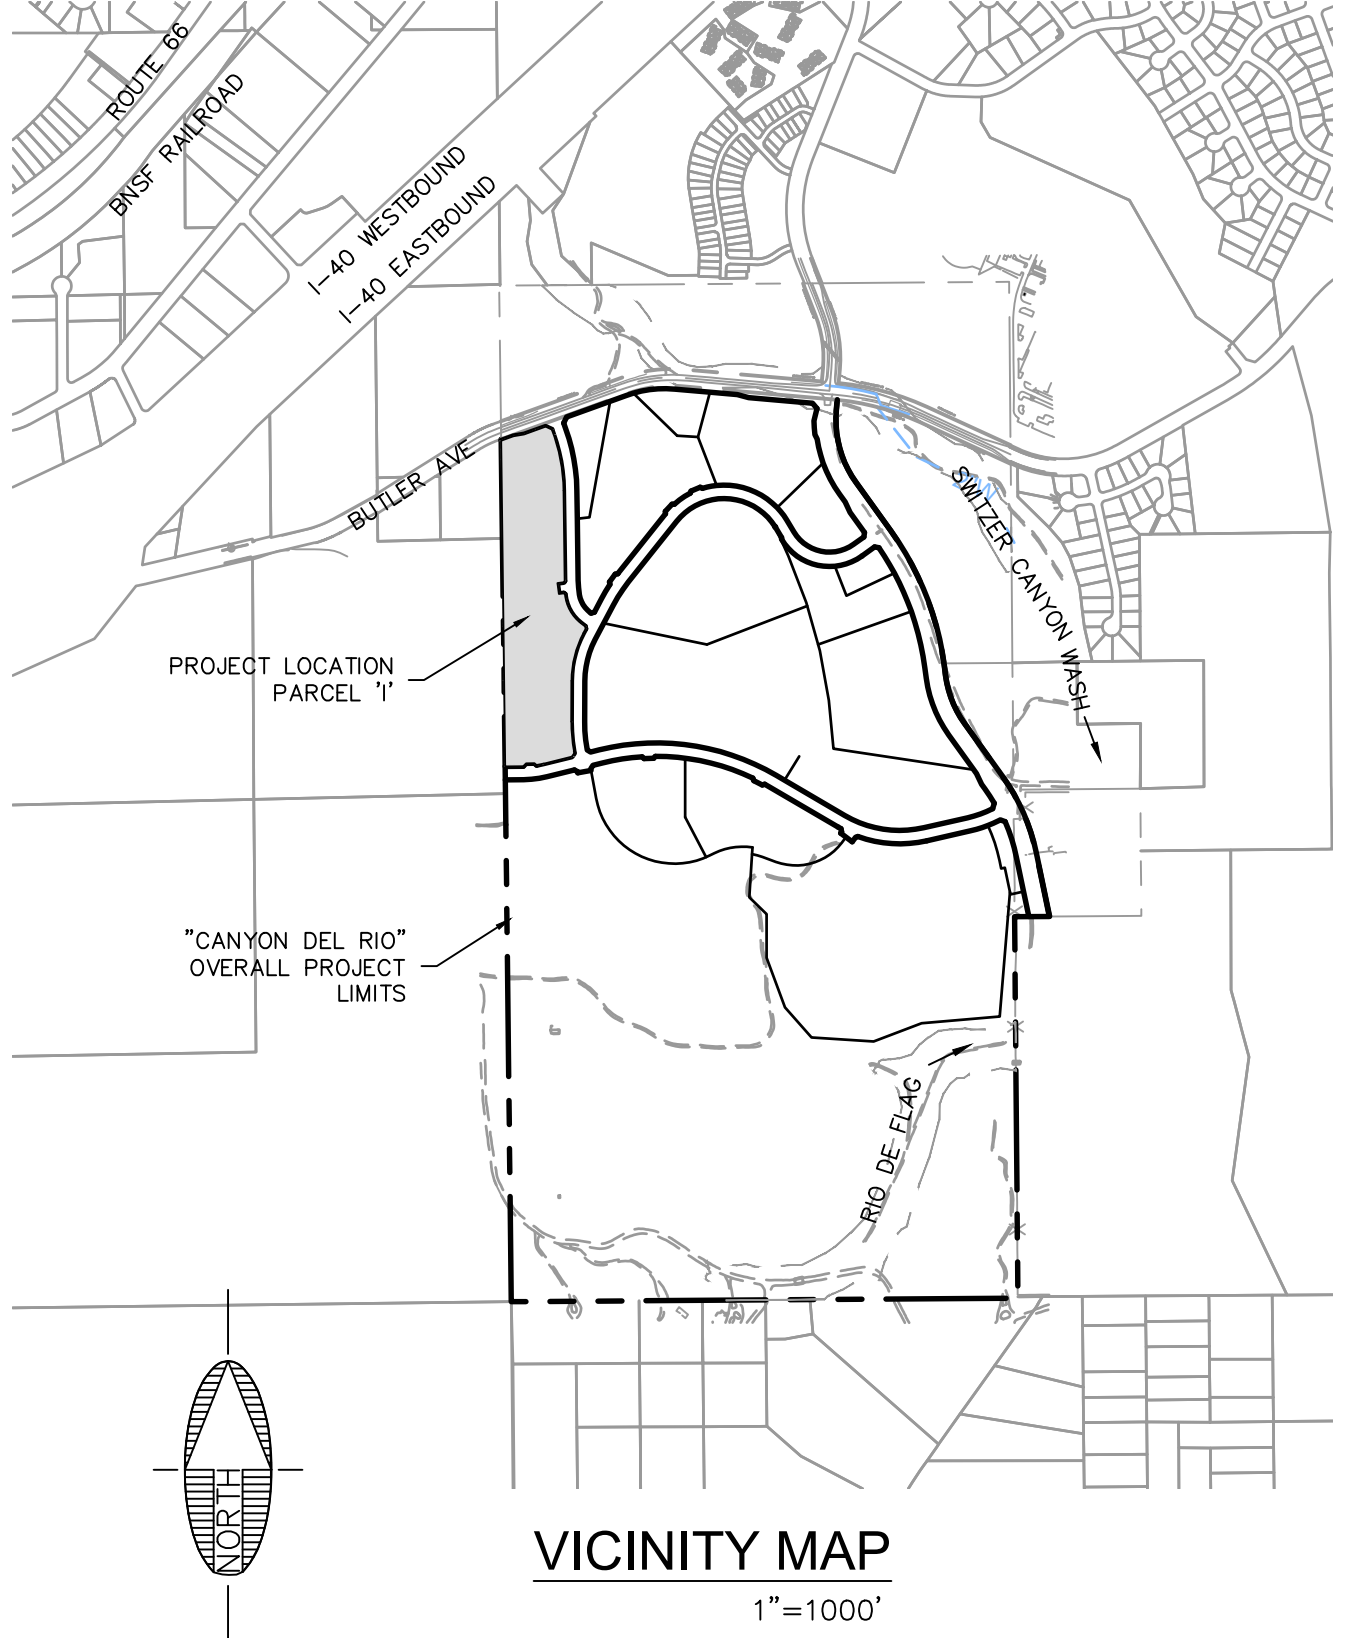 ROUTE 66
BNSF RAILROAD
I-40 WESTBOUND
I-40 EASTBOUND
BUTLER AVE
SWITZER CANYON WASH
PROJECT LOCATION
PARCEL 'I'
"CANYON DEL RIO"
OVERALL PROJECT
LIMITS
RIO DE FLAG
NORTH
VICINITY MAP
1"=1000'